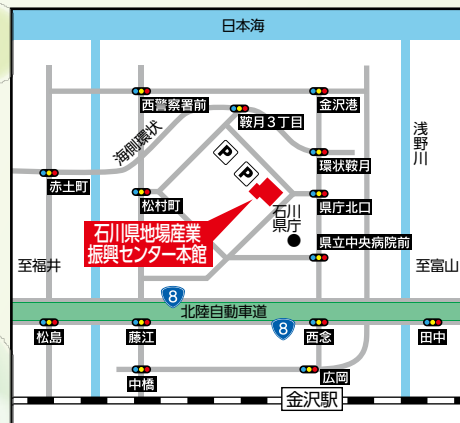 日本海
西警察署前
金沢港
鞍月3丁目
海側環状
浅野川
P
環状鞍月
P
赤土町
松村町
石川
県庁
県庁北口
石川県地場産業
振興センター本館
県立中央病院前
至福井
至富山
8
北陸自動車道
8
松島
藤江
西念
田中
中橋
広岡
金沢駅